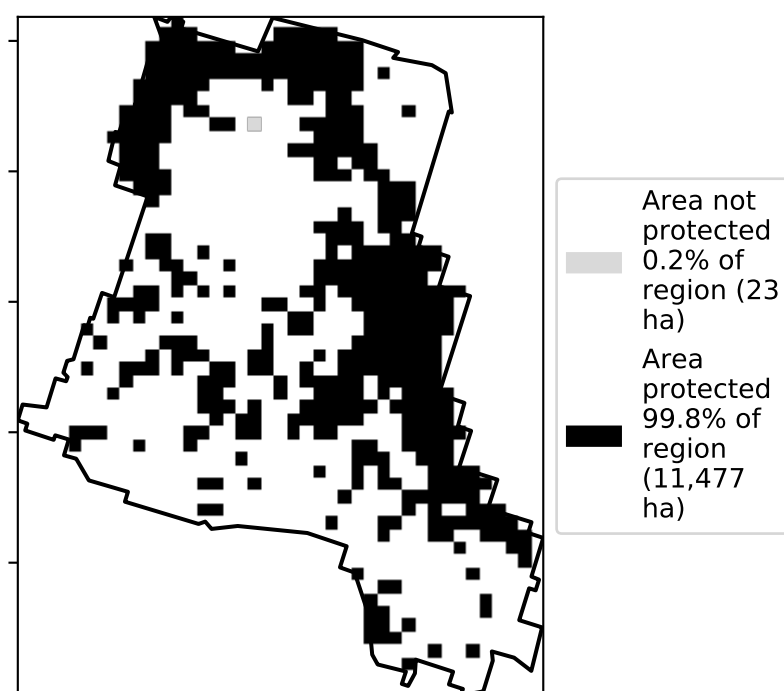 Area not
protected
0.2% of
region (23
ha)
Area
protected
99.8% of
region
(11,477
ha)